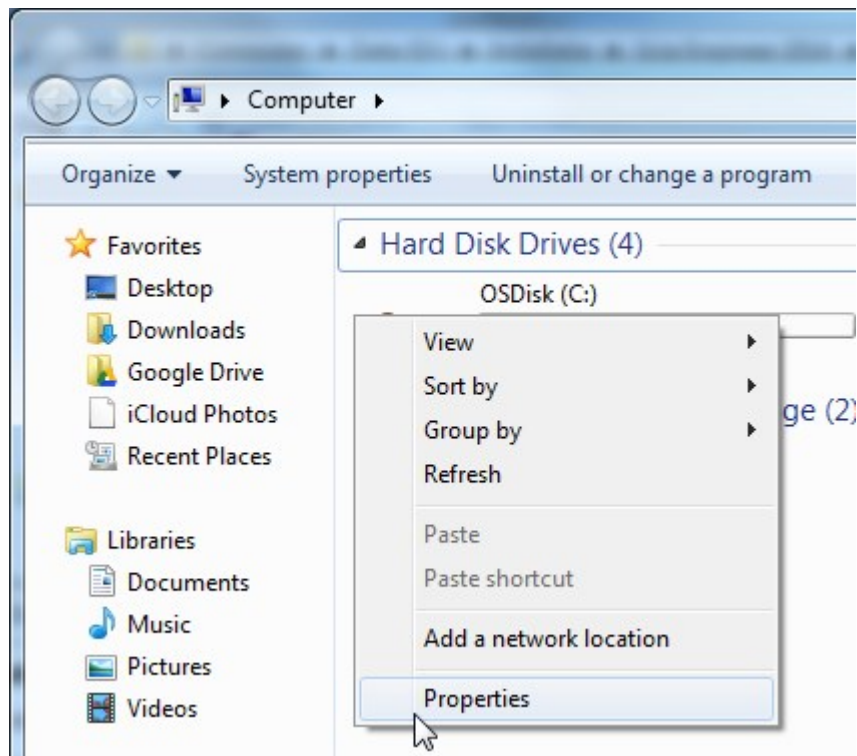 Computer
Organize System properties Uninstall or change a program
Favorites
Desktop
Downloads
Google Drive
iCloud Photos
Recent Places
Libraries
Documents
Music
Pictures
Videos
Hard Disk Drives (4)
OSDisk (C:)
ge (2)
View
Sort by
Group by
Refresh
Paste
Paste shortcut
Add a network location
Properties